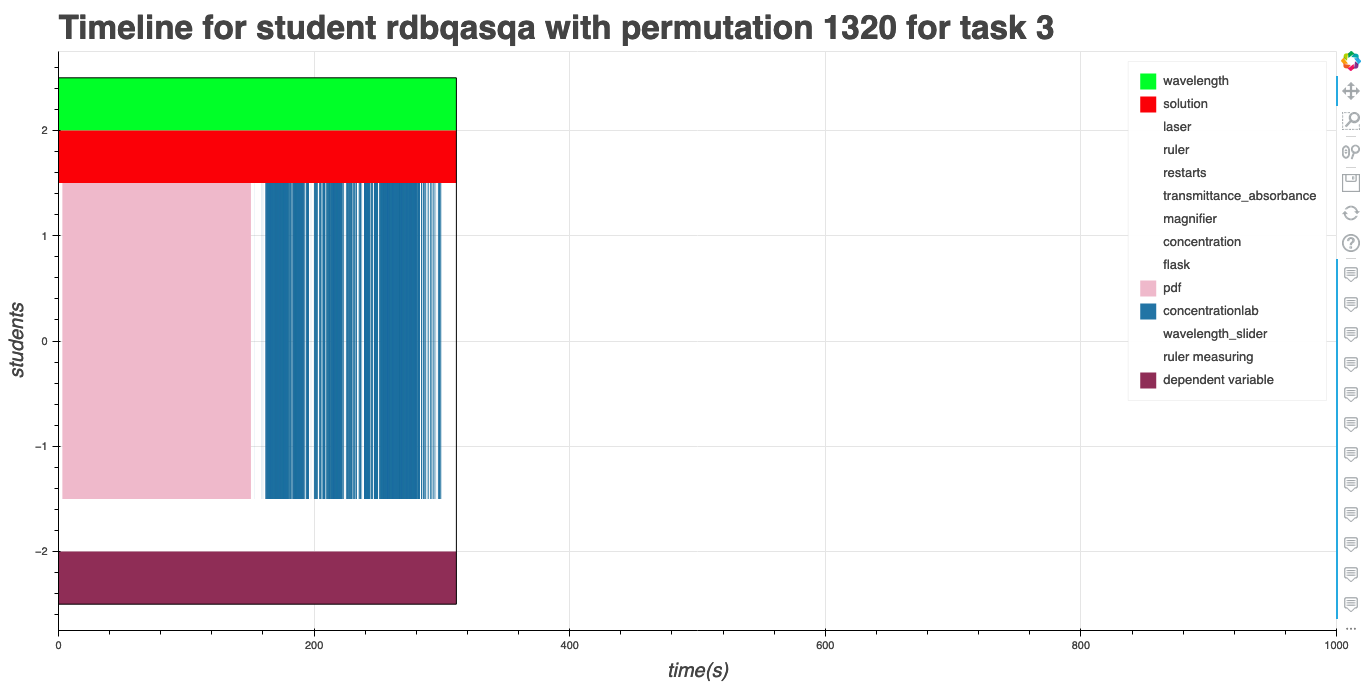 Timeline for student rdbqasqa with permutation 1320 for task 3
wavelength
solution
laser
ruler
restarts
transmittance_absorbance
magnifier
concentration
flask
pdf
concentrationlab
wavelength_slider
ruler measuring
dependent variable
students
2
1
0
−1
−2
0 200 400 600 800 1000
time(s)